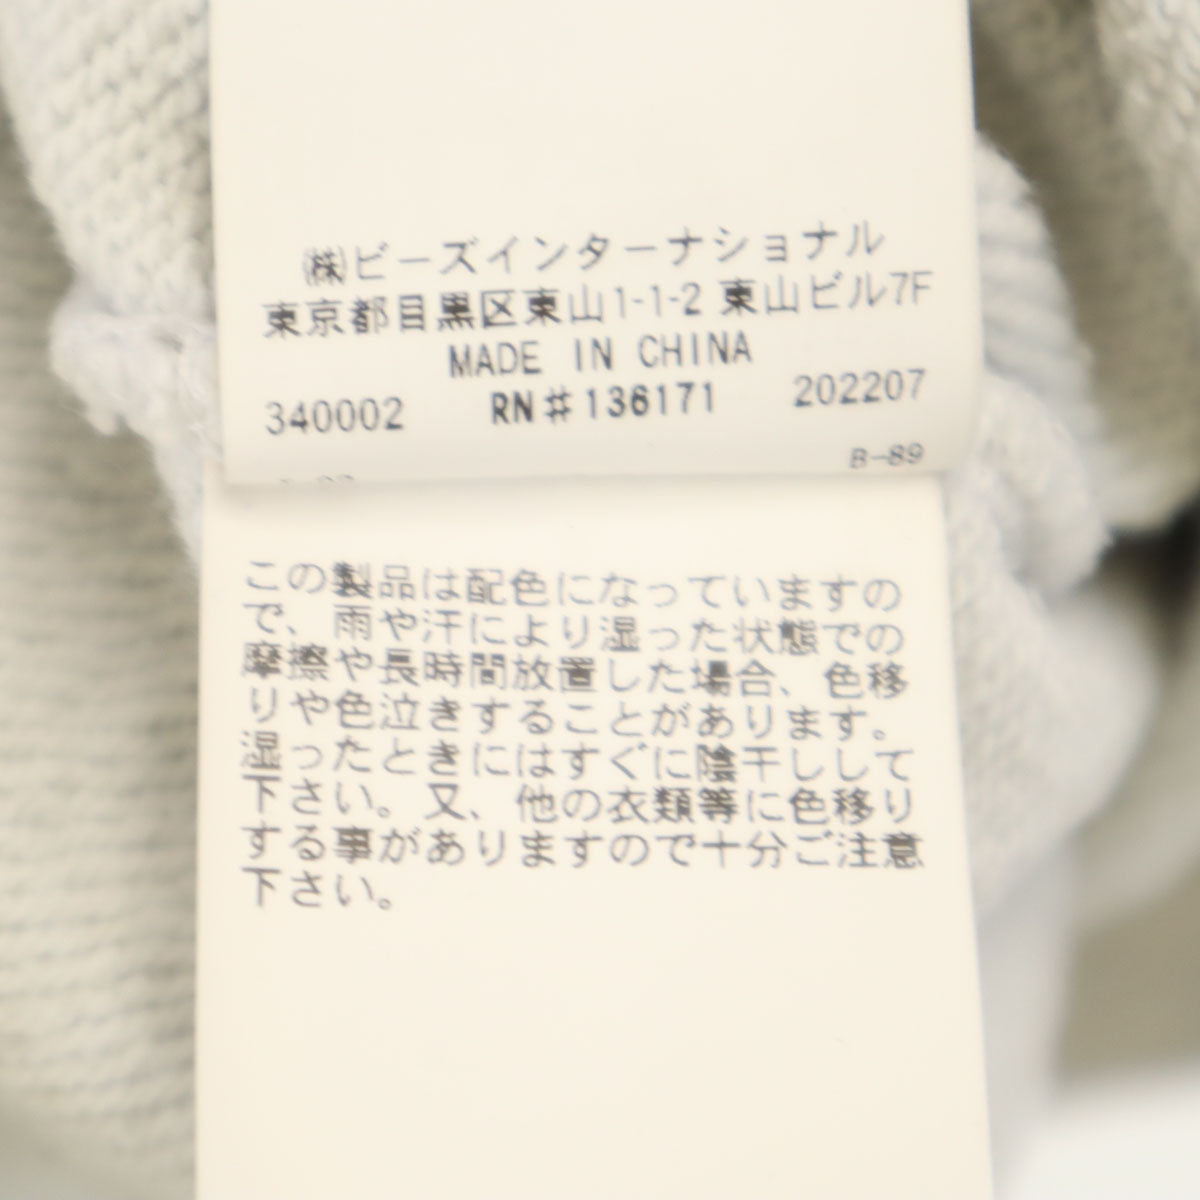 ㈱ビーズインターナショナル
東京都目黒区東山1-1-2 東山ビル7F
MADE IN CHINA
340002 RN#136171 202207
B-89
この製品は配色になっていますの
で、雨や汗により湿った状態での
摩擦や長時間放置した場合、色移
りや色泣きすることがあります。
湿ったときにはすぐに陰干しして
下さい。又、他の衣類等に色移り
する事がありますので十分ご注意
下さい。